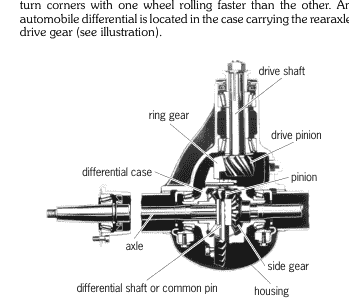 turn corners with one wheel rolling faster than the other. An
automobile differential is located in the case carrying the rearaxle
drive gear (see illustration).
drive shaft
ring gear
drive pinion
differential case
pinion
axle
side gear
differential shaft or common pin
housing